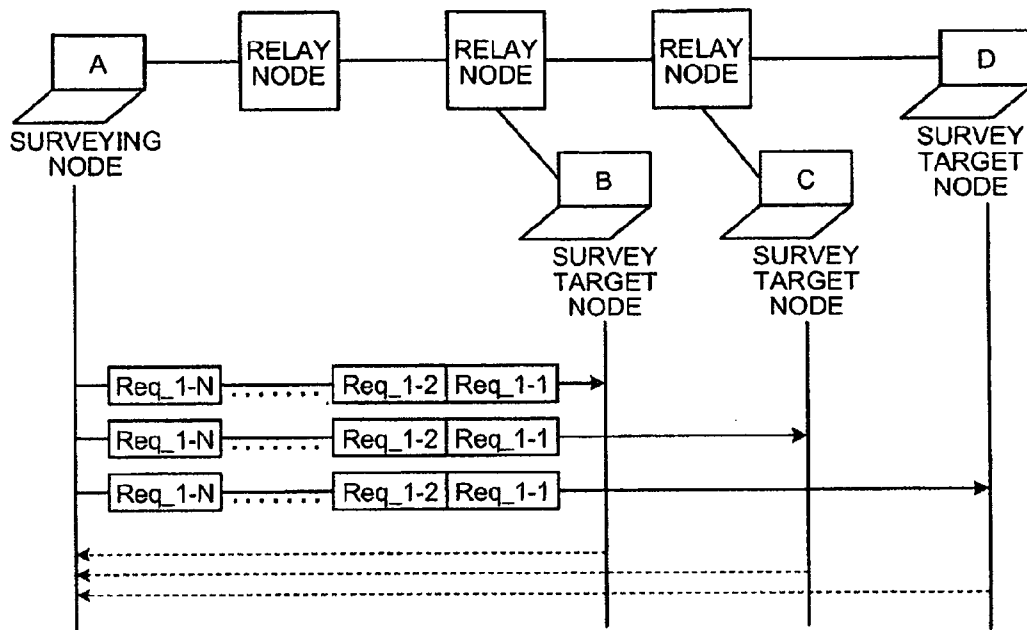 A
RELAY
NODE
RELAY
NODE
RELAY
NODE
D
SURVEYING
NODE
SURVEY
TARGET
NODE
B
C
SURVEY
TARGET
NODE
SURVEY
TARGET
NODE
Req_1-N ....... Req_1-2 Req_1-1
Req_1-N ....... Req_1-2 Req_1-1
Req_1-N ....... Req_1-2 Req_1-1